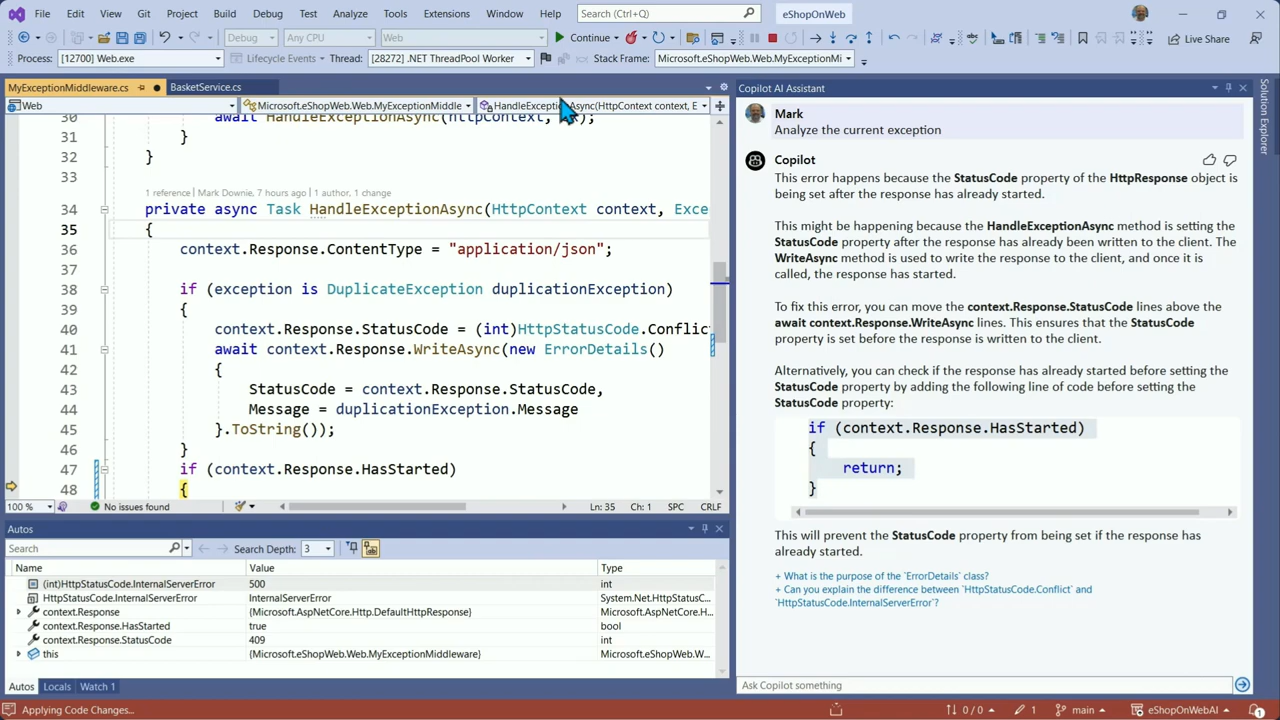 File Edit View Git Project Build Debug Test Analyze Tools Extensions Window Help Search (Ctrl+Q) eShopOnWeb
Debug Any CPU Web Continue Live Share
Process: [12700] Web.exe Lifecycle Events Thread: [28272] .NET ThreadPool Worker Stack Frame: Microsoft.eShopWeb.Web.MyExceptionMi
MyExceptionMiddleware.cs BasketService.cs
Web Microsoft.eShopWeb.Web.MyExceptionMiddle HandleExcepti Async(HttpContext context, E
30 await HandleExceptionAsync(httpContext, );
31 }
32 }
33
1 reference | Mark Downie, 7 hours ago | 1 author, 1 change
34 private async Task HandleExceptionAsync(HttpContext context, Exce
35 {
36 context.Response.ContentType = "application/json";
37
38 if (exception is DuplicateException duplicationException)
39 {
40 context.Response.StatusCode = (int)HttpStatusCode.Conflict
41 await context.Response.WriteAsync(new ErrorDetails()
42 {
43 StatusCode = context.Response.StatusCode,
44 Message = duplicationException.Message
45 }.ToString());
46 }
47 if (context.Response.HasStarted)
48 {
100 % No issues found Ln: 35 Ch: 1 SPC CRLF
Autos
Search Search Depth: 3
Name Value Type
(int)HttpStatusCode.InternalServerError 500 int
HttpStatusCode.InternalServerError InternalServerError System.Net.HttpStatusC...
context.Response {Microsoft.AspNetCore.Http.DefaultHttpResponse} Microsoft.AspNetCore.H...
context.Response.HasStarted true bool
context.Response.StatusCode 409 int
this {Microsoft.eShopWeb.Web.MyExceptionMiddleware} Microsoft.eShopWeb.W...
Autos Locals Watch 1
Copilot AI Assistant
Mark
Analyze the current exception
Copilot
This error happens because the StatusCode property of the HttpResponse object is
being set after the response has already started.
This might be happening because the HandleExceptionAsync method is setting the
StatusCode property after the response has already been written to the client. The
WriteAsync method is used to write the response to the client, and once it is
called, the response has started.
To fix this error, you can move the context.Response.StatusCode lines above the
await context.Response.WriteAsync lines. This ensures that the StatusCode
property is set before the response is written to the client.
Alternatively, you can check if the response has already started before setting the
StatusCode property by adding the following line of code before setting the
StatusCode property:
if (context.Response.HasStarted)
{
return;
}
This will prevent the StatusCode property from being set if the response has
already started.
+ What is the purpose of the `ErrorDetails` class?
+ Can you explain the difference between `HttpStatusCode.Conflict` and
`HttpStatusCode.InternalServerError`?
Ask Copilot something
Solution Explorer
Applying Code Changes... 0 / 0 1 main eShopOnWebAI 1